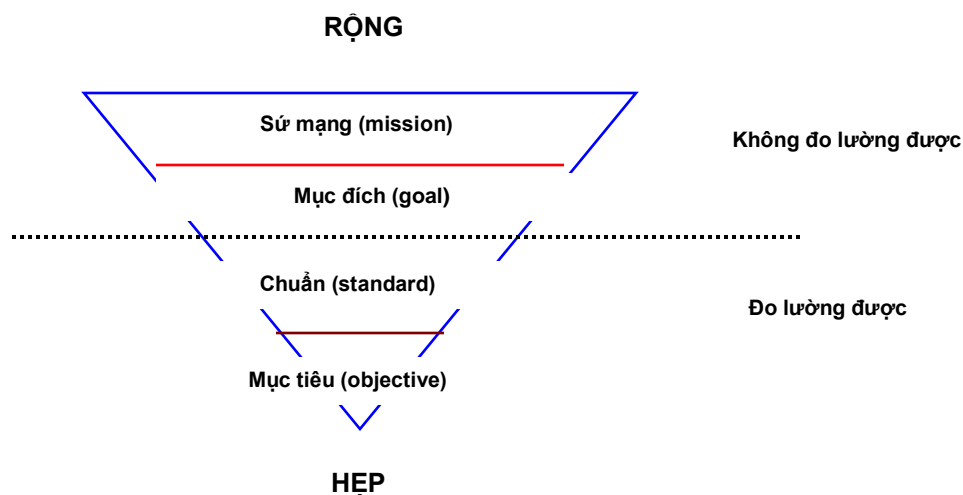 RỘNG
Sứ mạng (mission)
Không đo lường được
Mục đích (goal)
Chuẩn (standard)
Đo lường được
Mục tiêu (objective)
HẸP